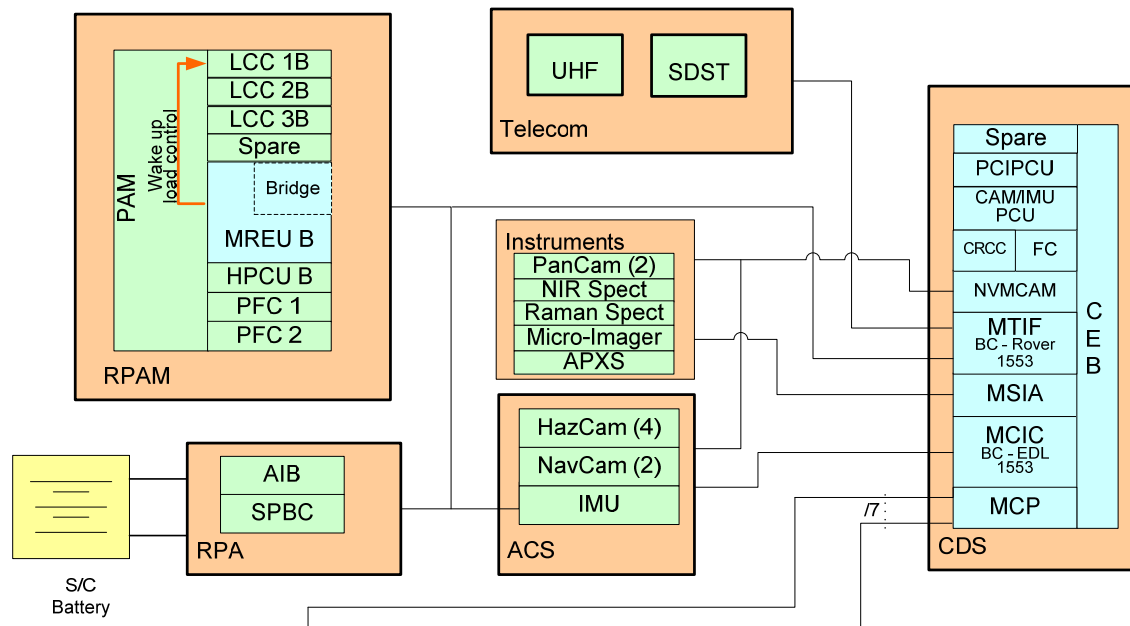 LCC 1B
LCC 2B
LCC 3B
Spare
Wake up
load control
PAM
Bridge
MREU B
HPCU B
PFC 1
PFC 2
RPAM
UHF
SDST
Telecom
Instruments
PanCam (2)
NIR Spect
Raman Spect
Micro-Imager
APXS
HazCam (4)
NavCam (2)
IMU
ACS
AIB
SPBC
RPA
S/C
Battery
Spare
PCIPCU
CAM/IMU
PCU
CRCC
FC
NVMCAM
MTIF
BC - Rover
1553
MSIA
MCIC
BC - EDL
1553
MCP
C
E
B
CDS
/7